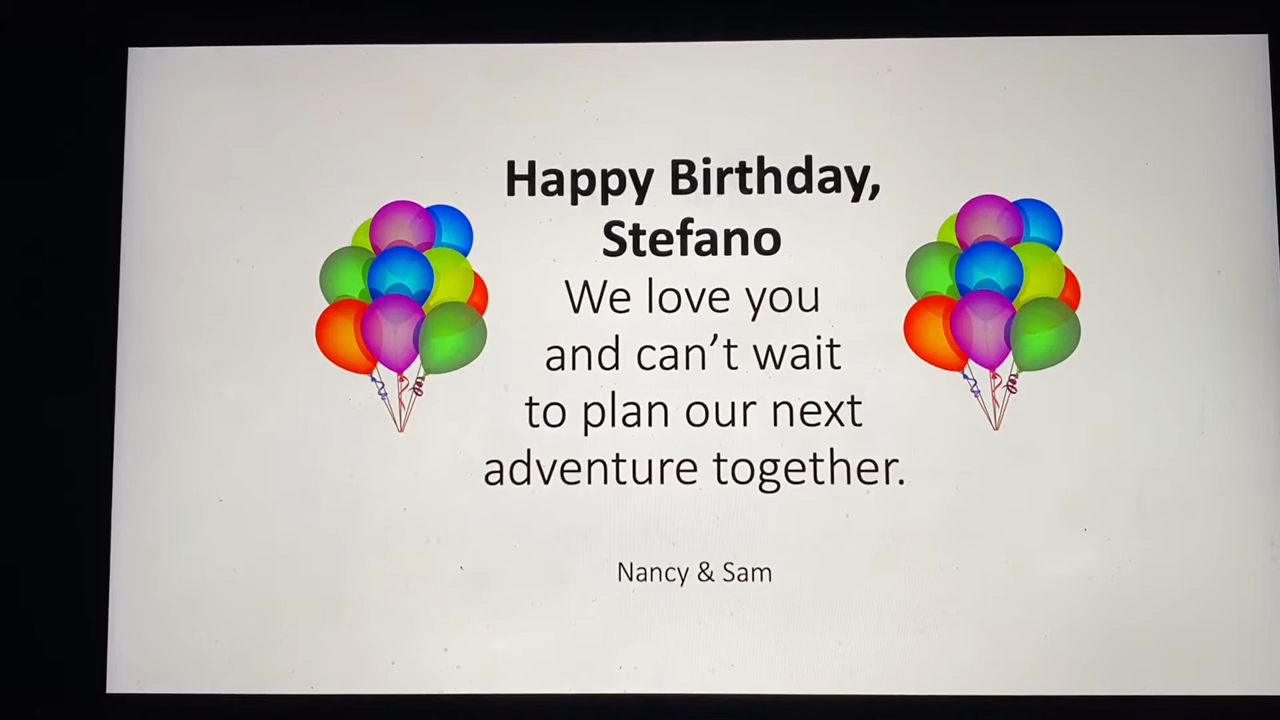 Happy Birthday,
Stefano
We love you
and can’t wait
to plan our next
adventure together.
Nancy & Sam